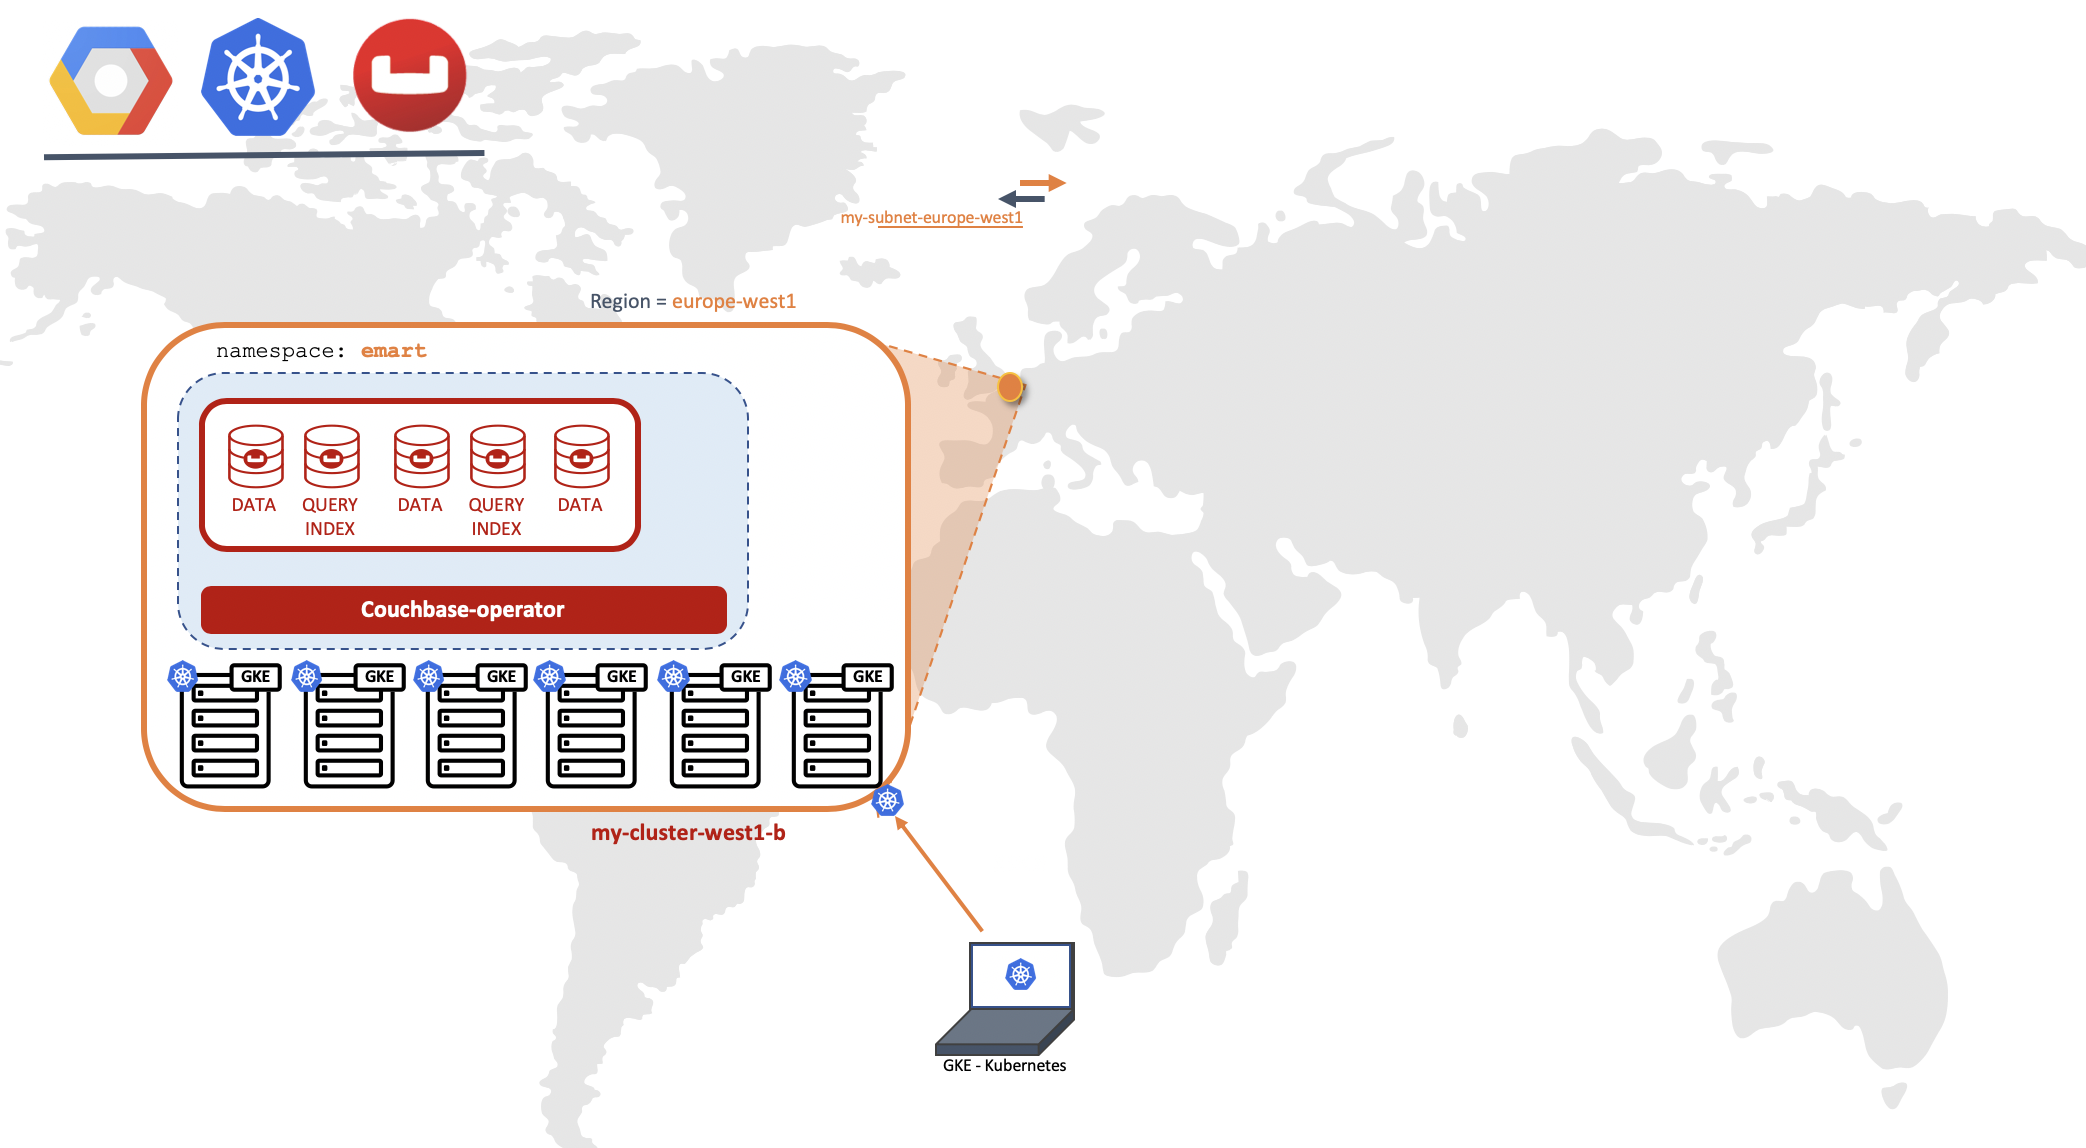 my-subnet-europe-west1
Region = europe-west1
namespace: emart
DATA QUERY DATA QUERY DATA
INDEX INDEX
Couchbase-operator
GKE GKE GKE GKE GKE GKE
my-cluster-west1-b
GKE - Kubernetes